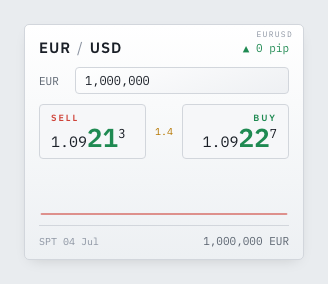 EURUSD
EUR / USD
▲ 0 pip
EUR
1,000,000
SELL
1.09213
1.4
BUY
1.09227
SPT 04 Jul
1,000,000 EUR